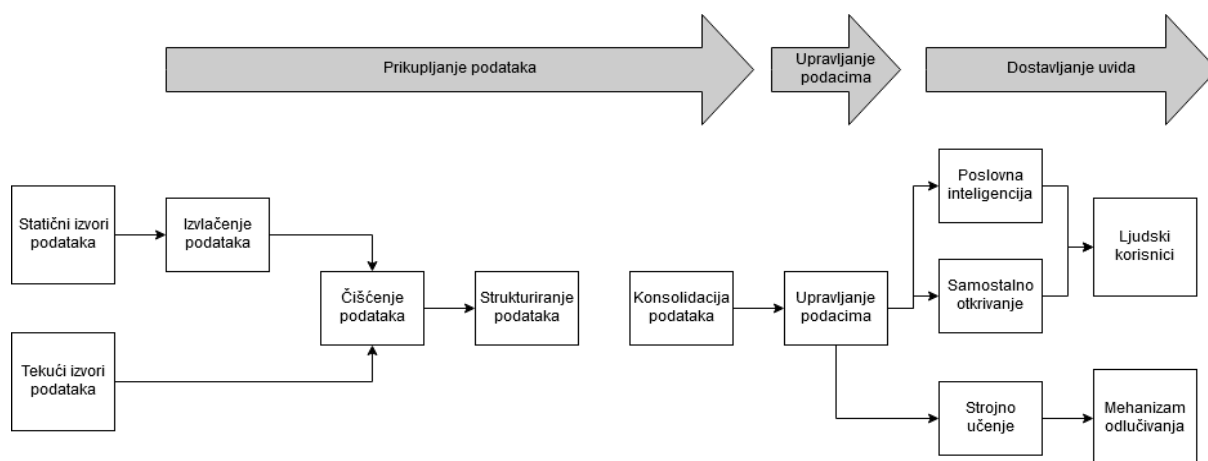 Prikupljanje podataka
Upravljanje
podacima
Dostavljanje uvida
Statični izvori
podataka
Izvlačenje
podataka
Tekući izvori
podataka
Čišćenje
podataka
Strukturiranje
podataka
Konsolidacija
podataka
Upravljanje
podacima
Poslovna
inteligencija
Samostalno
otkrivanje
Strojno
učenje
Ljudski
korisnici
Mehanizam
odlučivanja